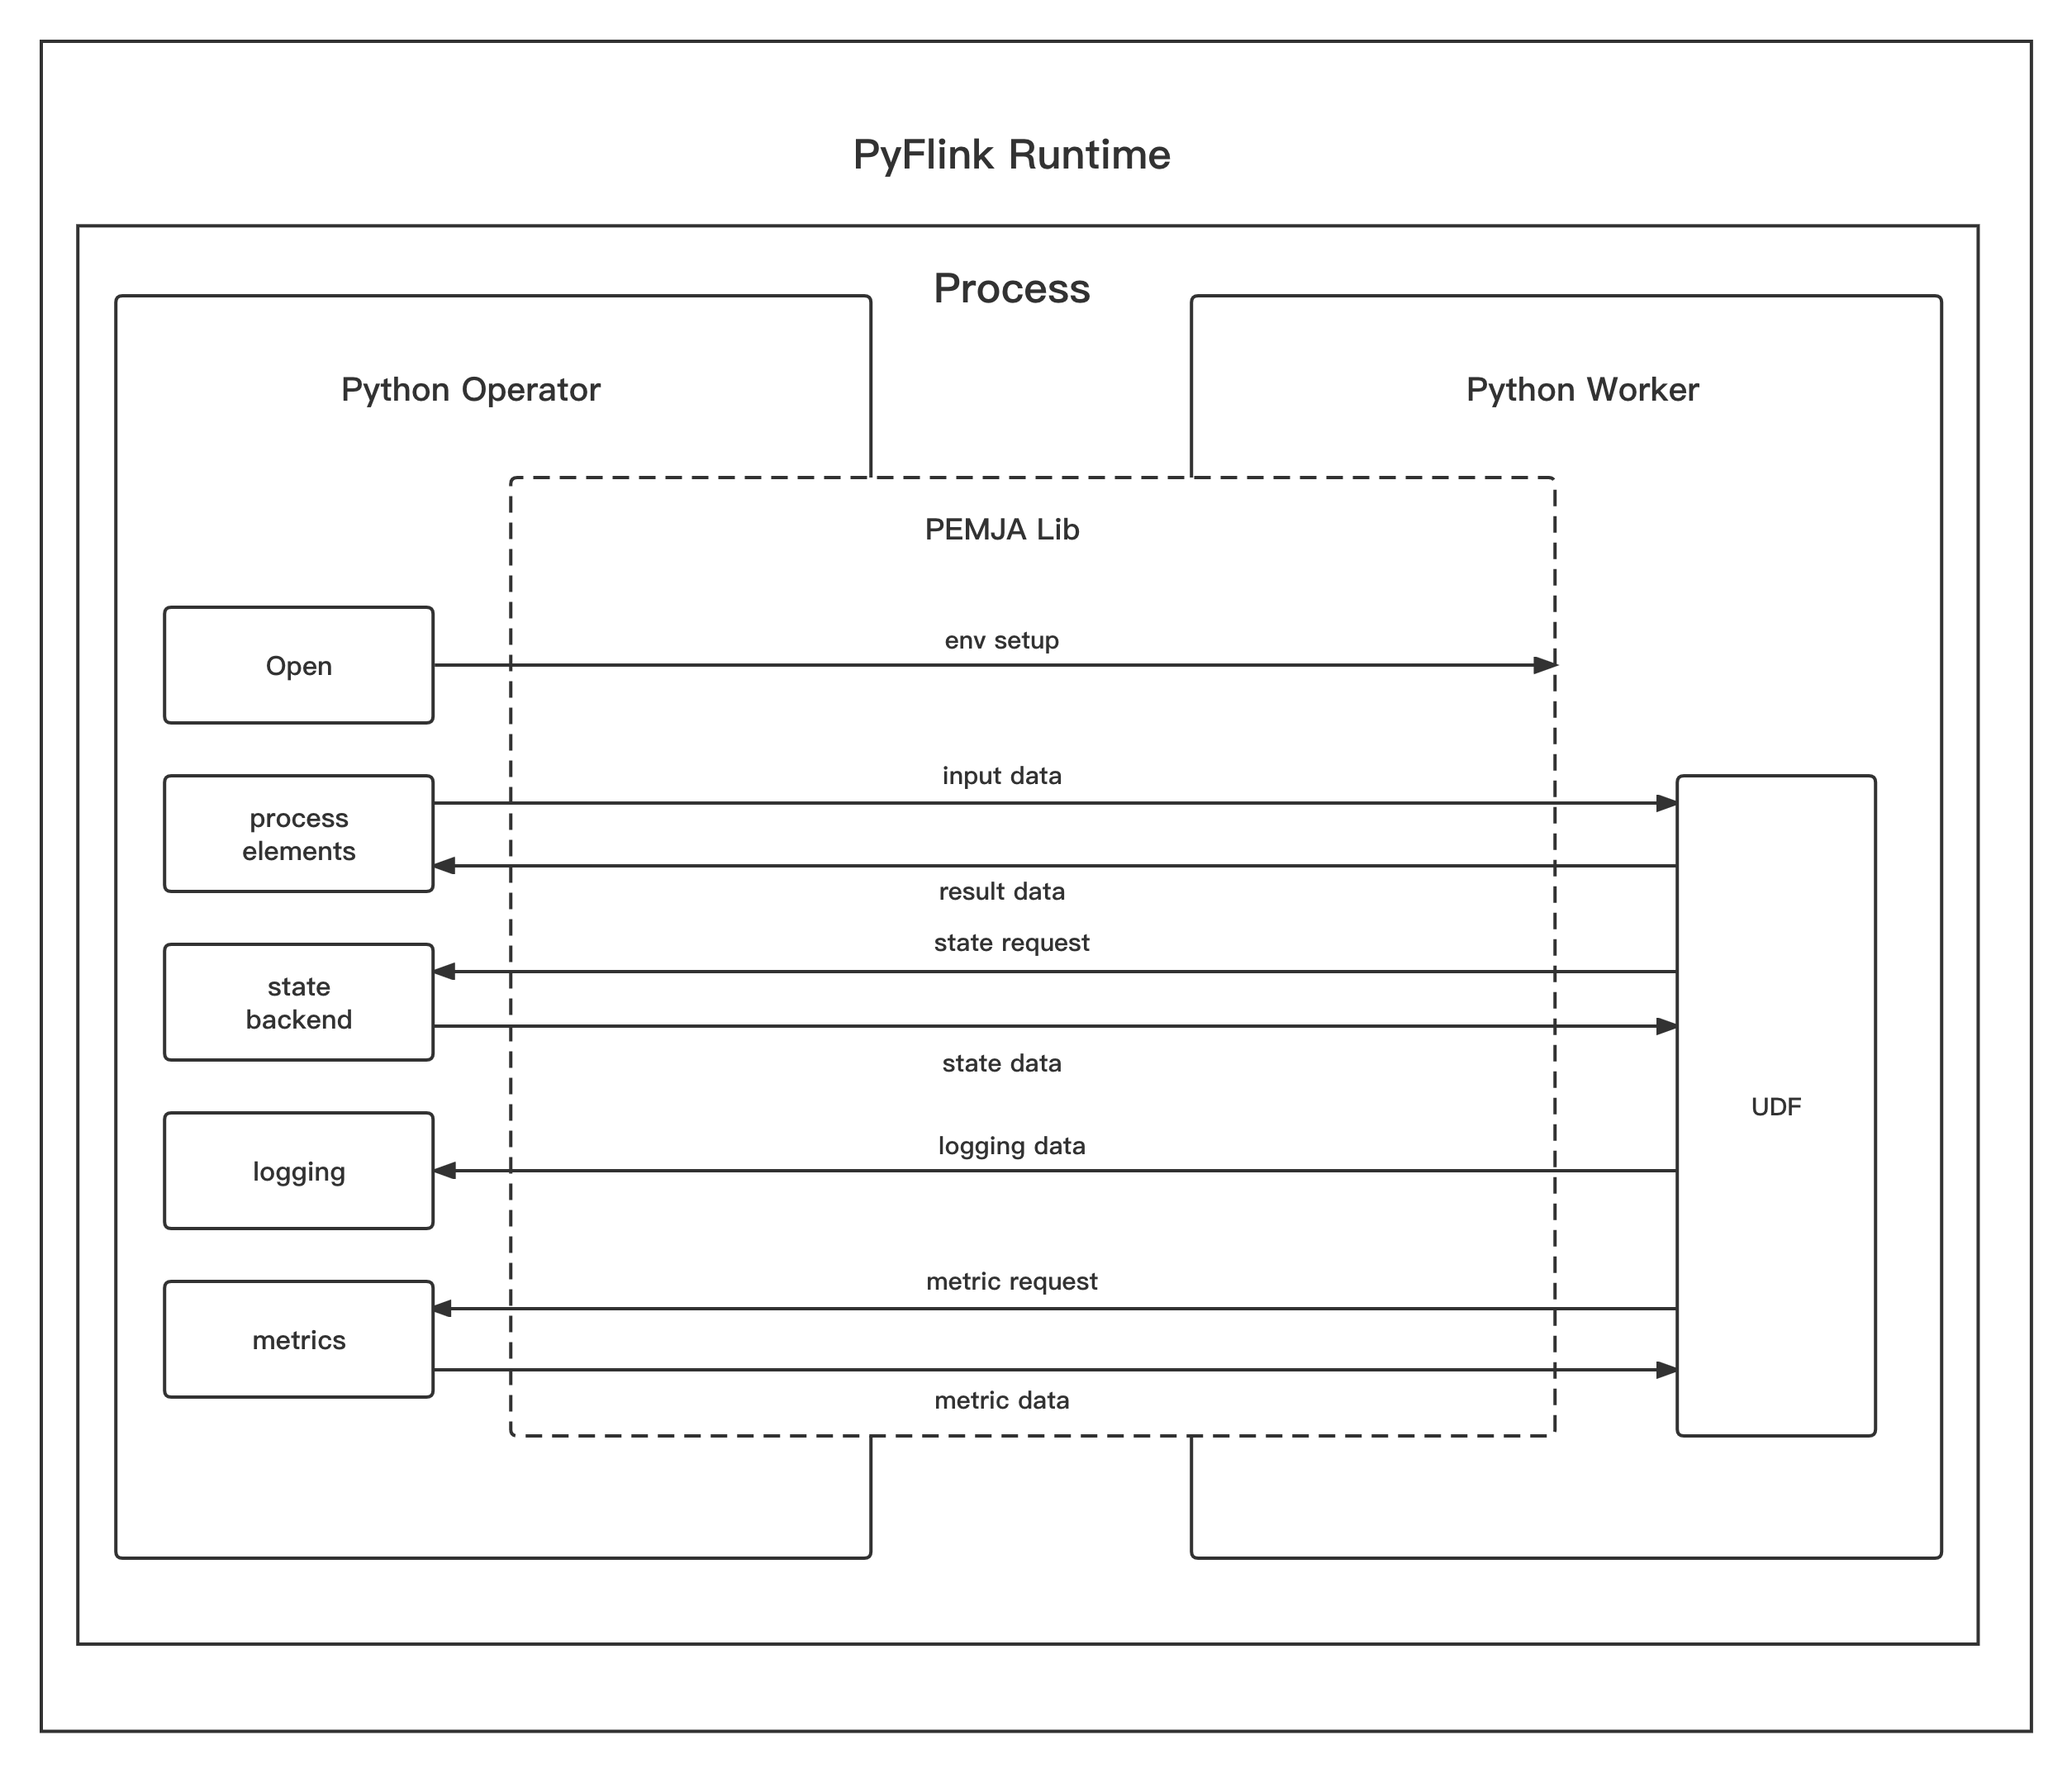 PyFlink Runtime
Process
Python Operator
Python Worker
PEMJA Lib
env setup
Open
input data
process
elements
result data
state request
state
backend
state data
UDF
logging data
logging
metric request
metrics
metric data